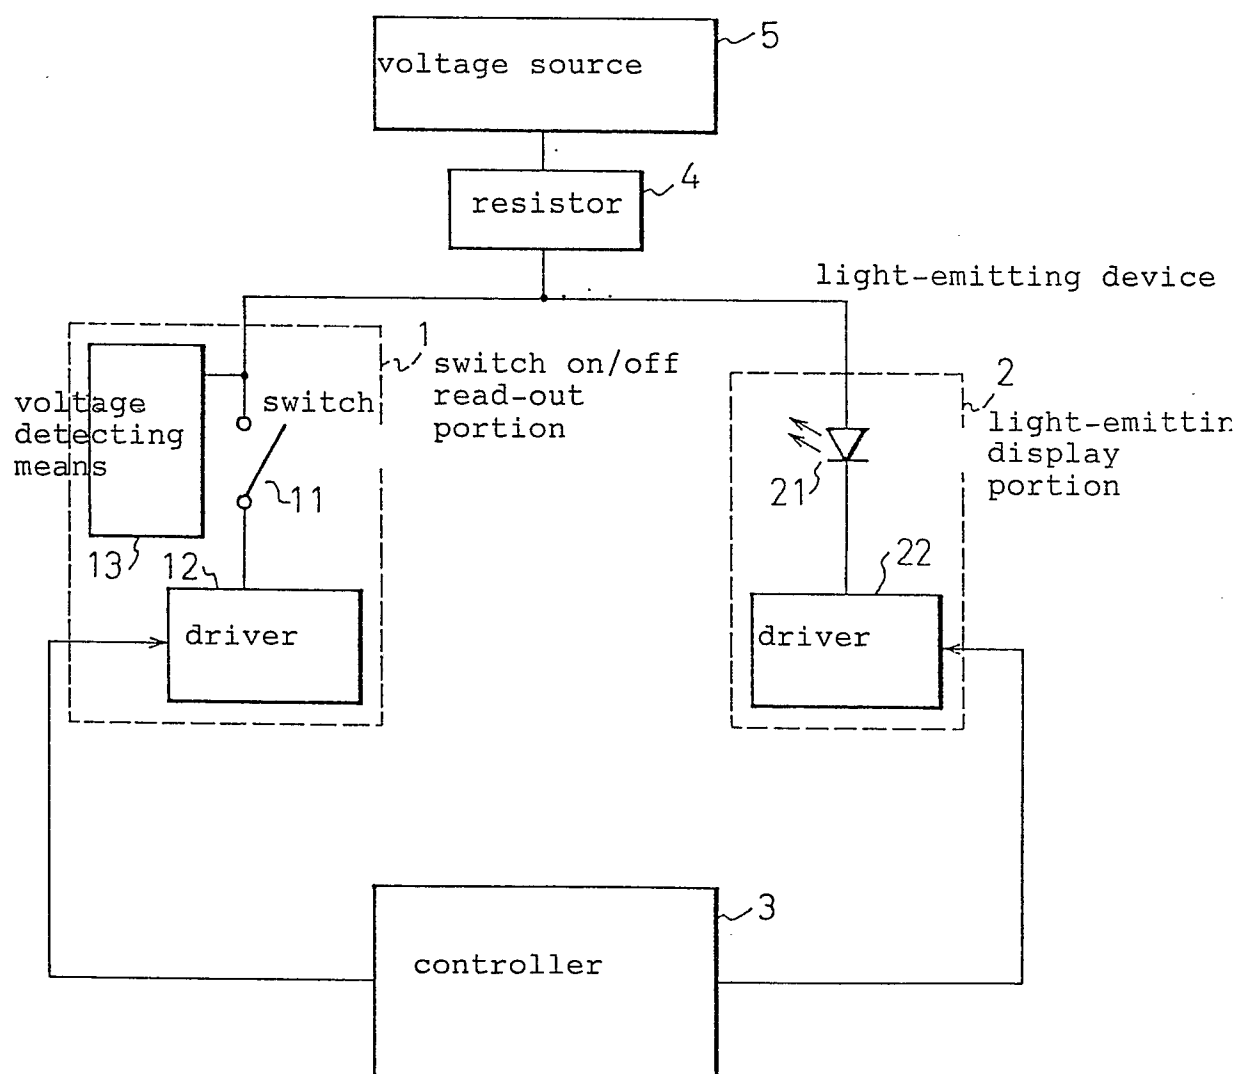 5
voltage source
4
resistor
light-emitting device
1
switch on/off
read-out
portion
voltage
detecting
means
switch
11
13
12
driver
2
light-emittin
display
portion
21
22
driver
3
controller